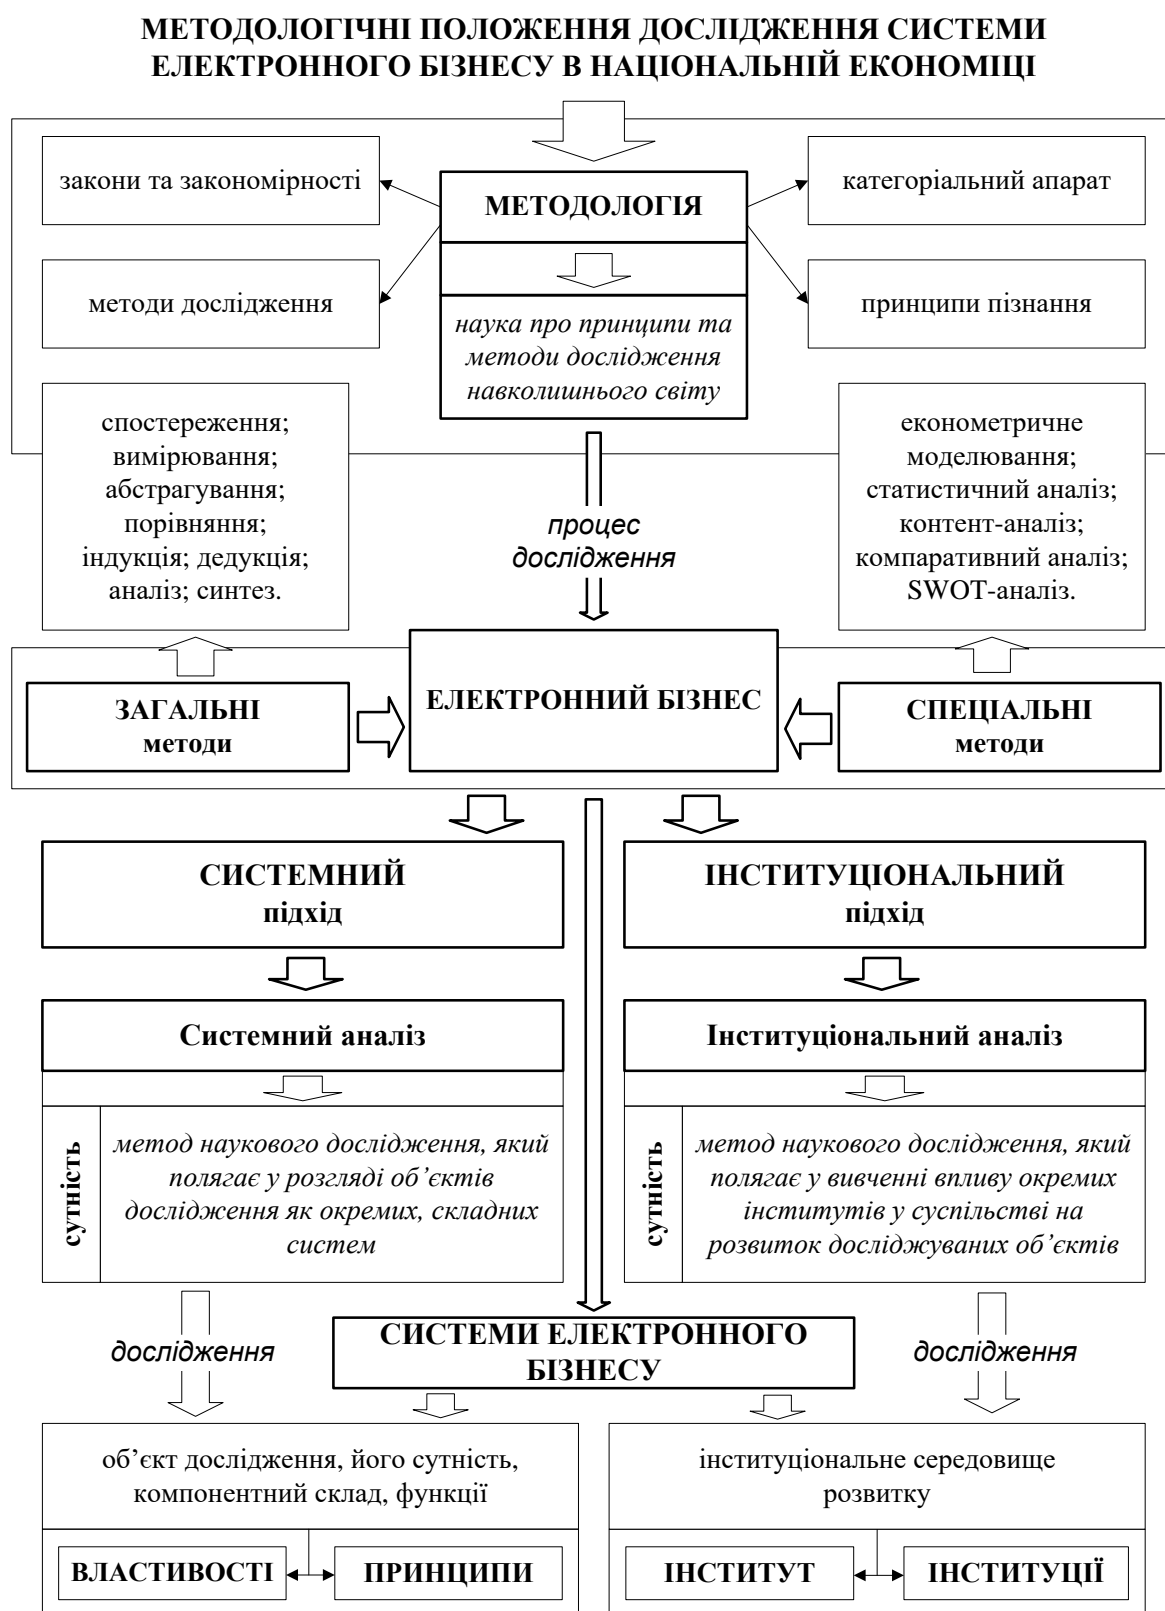 МЕТОДОЛОГІЧНІ ПОЛОЖЕННЯ ДОСЛІДЖЕННЯ СИСТЕМИ
ЕЛЕКТРОННОГО БІЗНЕСУ В НАЦІОНАЛЬНІЙ ЕКОНОМІЦІ
закони та закономірності
МЕТОДОЛОГІЯ
категоріальний апарат
методи дослідження
принципи пізнання
наука про принципи та
методи дослідження
навколишнього світу
спостереження;
вимірювання;
абстрагування;
порівняння;
індукція; дедукція;
аналіз; синтез.
економетричне
моделювання;
статистичний аналіз;
контент-аналіз;
компаративний аналіз;
SWOT-аналіз.
процес
дослідження
ЗАГАЛЬНІ
методи
ЕЛЕКТРОННИЙ БІЗНЕС
СПЕЦІАЛЬНІ
методи
СИСТЕМНИЙ
підхід
ІНСТИТУЦІОНАЛЬНИЙ
підхід
Системний аналіз
Інституціональний аналіз
сутність
метод наукового дослідження, який
полягає у розгляді об’єктів
дослідження як окремих, складних
систем
сутність
метод наукового дослідження, який
полягає у вивченні впливу окремих
інститутів у суспільстві на
розвиток досліджуваних об’єктів
дослідження
СИСТЕМИ ЕЛЕКТРОННОГО
БІЗНЕСУ
дослідження
об’єкт дослідження, його сутність,
компонентний склад, функції
інституціональне середовище
розвитку
ВЛАСТИВОСТІ
ПРИНЦИПИ
ІНСТИТУТ
ІНСТИТУЦІЇ